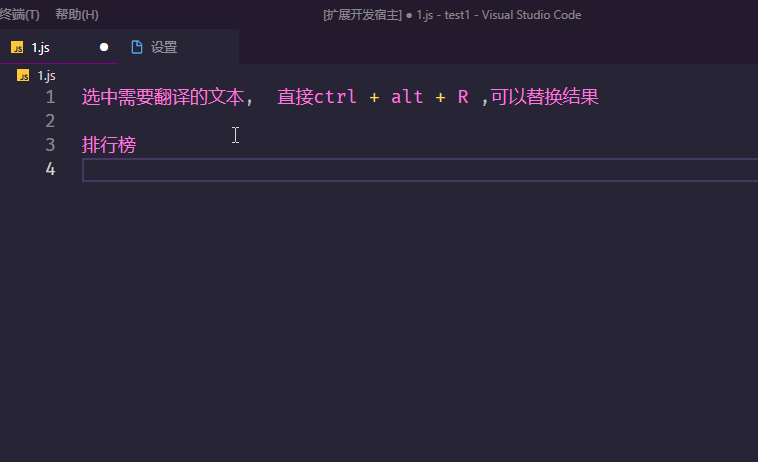 终端(T) 帮助(H) [扩展开发宿主] ● 1.js - test1 - Visual Studio Code
JS 1.js ● 设置
JS 1.js
1 选中需要翻译的文本, 直接ctrl + alt + R ,可以替换结果
2
3 排行榜
4